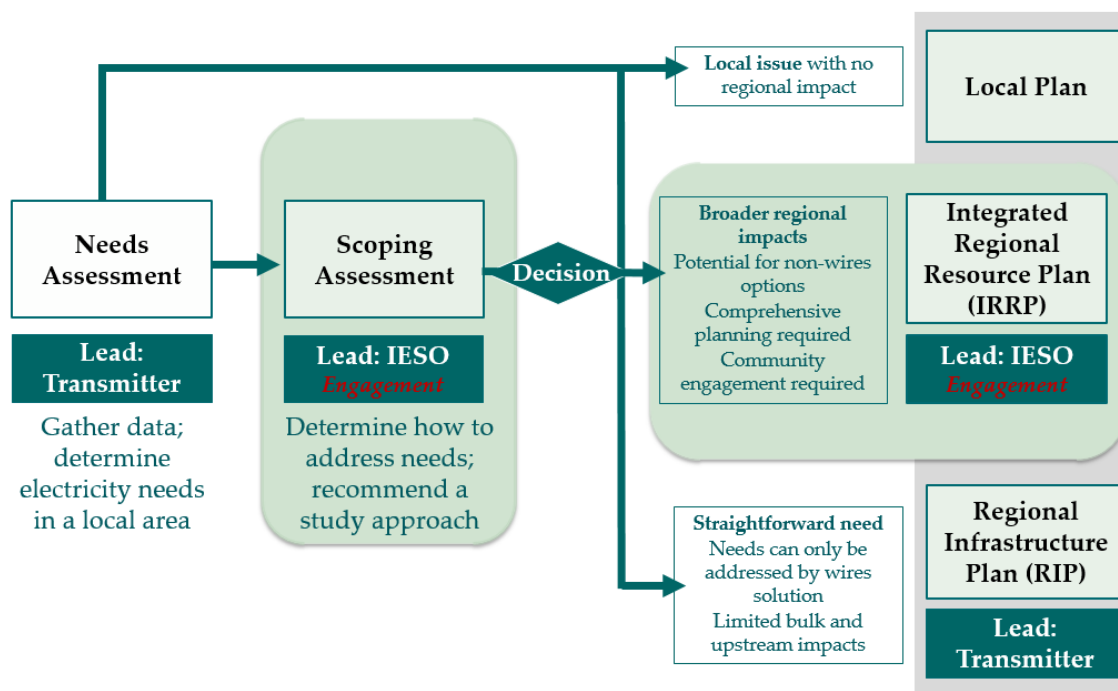 Needs
Assessment
Lead:
Transmitter
Gather data;
determine
electricity needs
in a local area
Scoping
Assessment
Lead: IESO
Engagement
Determine how to
address needs;
recommend a
study approach
Decision
Local issue with no
regional impact
Local Plan
Broader regional
impacts
Potential for non-wires
options
Comprehensive
planning required
Community
engagement required
Integrated
Regional
Resource Plan
(IRRP)
Lead: IESO
Engagement
Straightforward need
Needs can only be
addressed by wires
solution
Limited bulk and
upstream impacts
Regional
Infrastructure
Plan (RIP)
Lead:
Transmitter